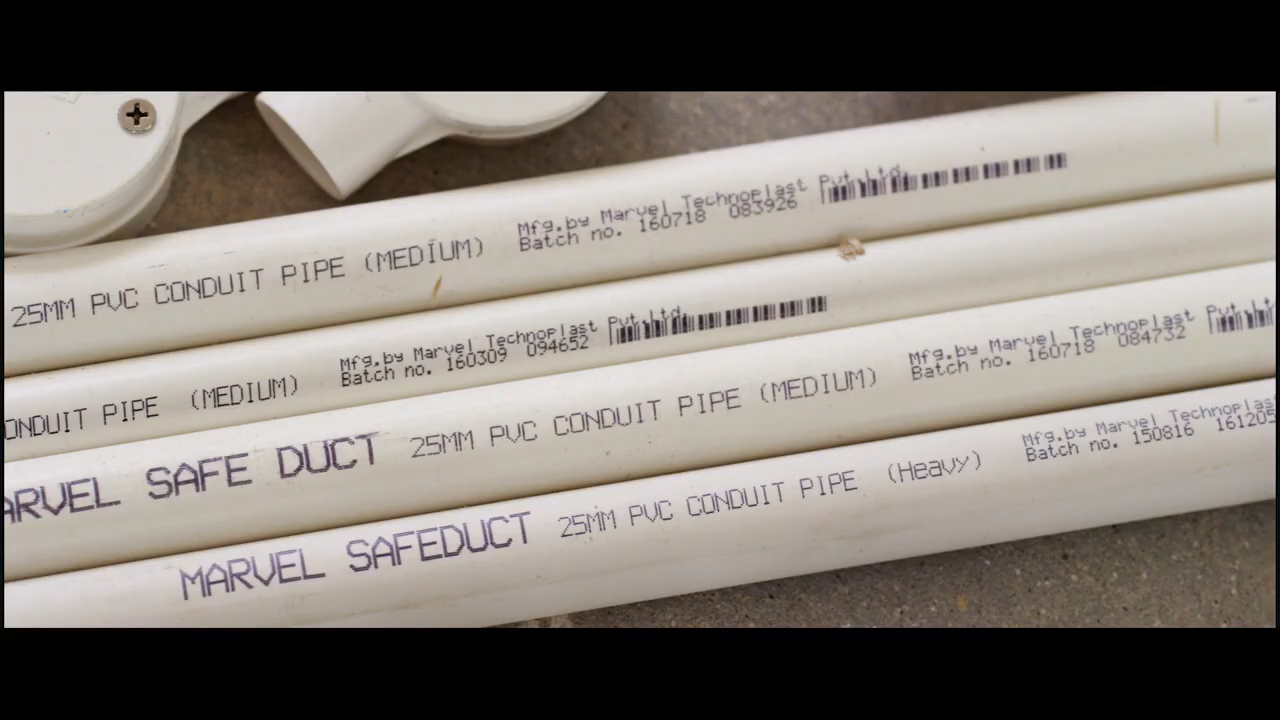 25MM PVC CONDUIT PIPE (MEDIUM)
Mfg.by Marvel Technoplast Pvt.Ltd.
Batch no. 160718 083926
ONDUIT PIPE (MEDIUM)
Mfg.by Marvel Technoplast Pvt.Ltd.
Batch no. 160309 094652
ARVEL SAFE DUCT 25MM PVC CONDUIT PIPE (MEDIUM)
Mfg.by Marvel Technoplast Pvt.Lt
Batch no. 160718 084732
MARVEL SAFEDUCT 25MM PVC CONDUIT PIPE (Heavy)
Mfg.by Marvel Technoplas
Batch no. 150816 161205